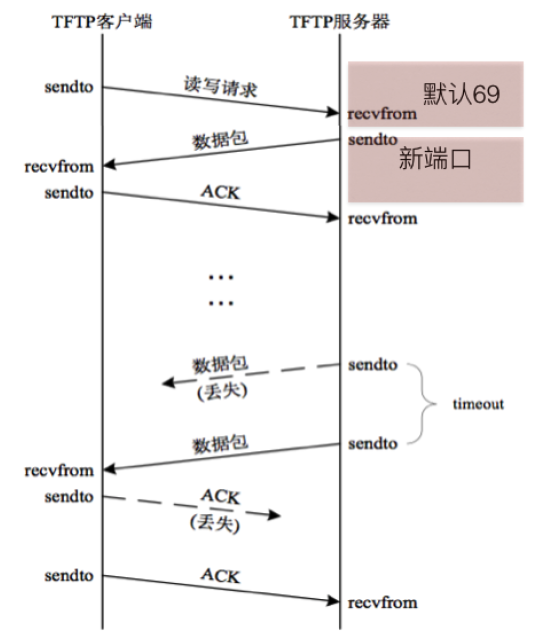 TFTP客户端 TFTP服务器
sendto 读写请求 默认69
recvfrom
数据包 sendto
新端口
recvfrom
sendto ACK
recvfrom
...
...
数据包 sendto
(丢失)
timeout
数据包 sendto
recvfrom
sendto ACK
(丢失)
sendto ACK
recvfrom